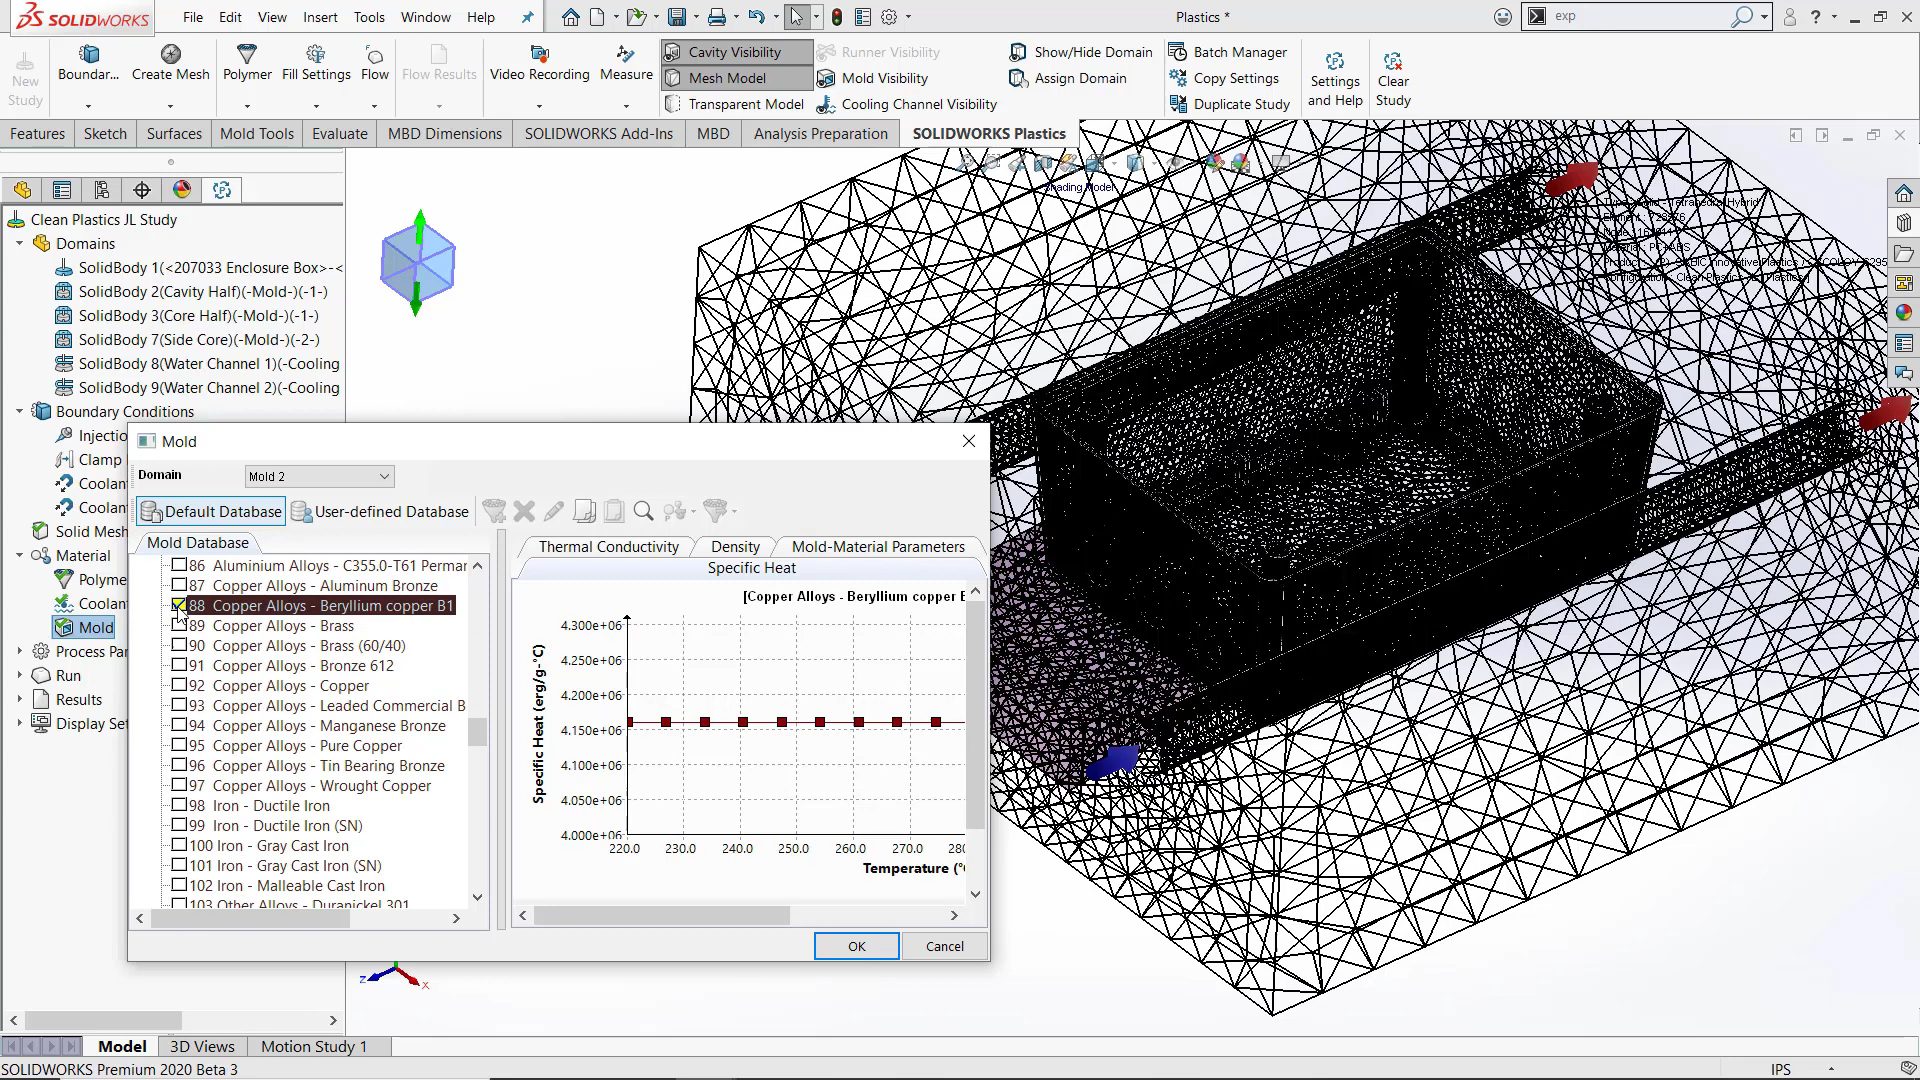 SOLIDWORKS
File Edit View Insert Tools Window Help
Plastics *
exp
New Study
Boundar...
Create Mesh
Polymer
Fill Settings
Flow
Flow Results
Video Recording
Measure
Cavity Visibility
Mesh Model
Transparent Model
Runner Visibility
Mold Visibility
Cooling Channel Visibility
Show/Hide Domain
Assign Domain
Batch Manager
Copy Settings
Duplicate Study
Settings and Help
Clear Study
Features Sketch Surfaces Mold Tools Evaluate MBD Dimensions SOLIDWORKS Add-Ins MBD Analysis Preparation SOLIDWORKS Plastics
Clean Plastics JL Study
Domains
SolidBody 1(<207033 Enclosure Box>-<
SolidBody 2(Cavity Half)(-Mold-)(-1-)
SolidBody 3(Core Half)(-Mold-)(-1-)
SolidBody 7(Side Core)(-Mold-)(-2-)
SolidBody 8(Water Channel 1)(-Cooling
SolidBody 9(Water Channel 2)(-Cooling
Boundary Conditions
Injectio
Clamp
Coolan
Coolan
Solid Mesh
Material
Polyme
Coolan
Mold
Process Par
Run
Results
Display Set
Mold
Domain Mold 2
Default Database User-defined Database
Mold Database
86 Aluminium Alloys - C355.0-T61 Permar
87 Copper Alloys - Aluminum Bronze
88 Copper Alloys - Beryllium copper B1
89 Copper Alloys - Brass
90 Copper Alloys - Brass (60/40)
91 Copper Alloys - Bronze 612
92 Copper Alloys - Copper
93 Copper Alloys - Leaded Commercial B
94 Copper Alloys - Manganese Bronze
95 Copper Alloys - Pure Copper
96 Copper Alloys - Tin Bearing Bronze
97 Copper Alloys - Wrought Copper
98 Iron - Ductile Iron
99 Iron - Ductile Iron (SN)
100 Iron - Gray Cast Iron
101 Iron - Gray Cast Iron (SN)
102 Iron - Malleable Cast Iron
103 Other Alloys - Duranickel 301
Thermal Conductivity Density Mold-Material Parameters
Specific Heat
[Copper Alloys - Beryllium copper B
Specific Heat (erg/g-°C)
4.300e+06
4.250e+06
4.200e+06
4.150e+06
4.100e+06
4.050e+06
4.000e+06
220.0 230.0 240.0 250.0 260.0 270.0 280
Temperature (°
OK Cancel
z x
Model 3D Views Motion Study 1
SOLIDWORKS Premium 2020 Beta 3
IPS